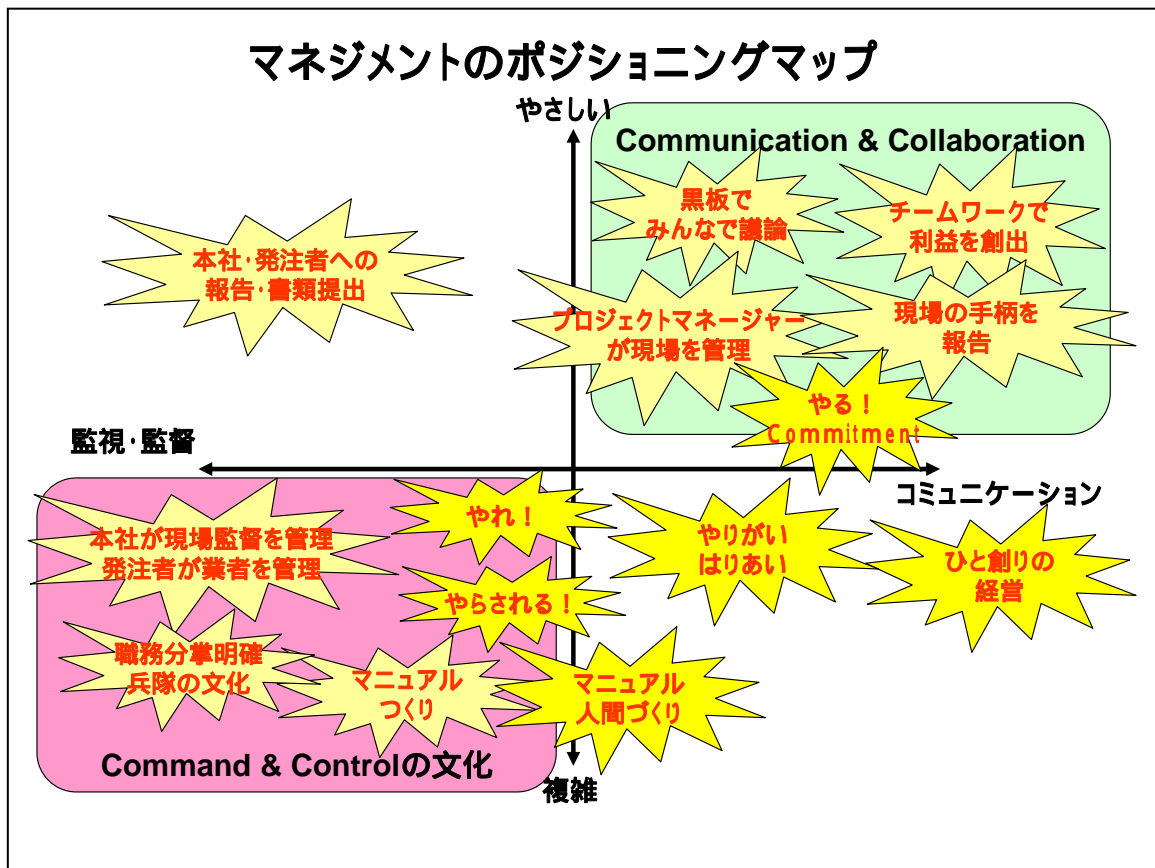 マネジメントのポジショニングマップ
やさしい
Communication & Collaboration
黒板で
みんなで議論
チームワークで
利益を創出
本社・発注者への
報告・書類提出
プロジェクトマネージャー
が現場を管理
現場の手柄を
報告
やる！
Commitment
監視・監督
コミュニケーション
本社が現場監督を管理
発注者が業者を管理
やれ！
やりがい
はりあい
ひと創りの
経営
やらされる！
職務分掌明確
兵隊の文化
マニュアル
つくり
マニュアル
人間づくり
Command & Controlの文化
複雑